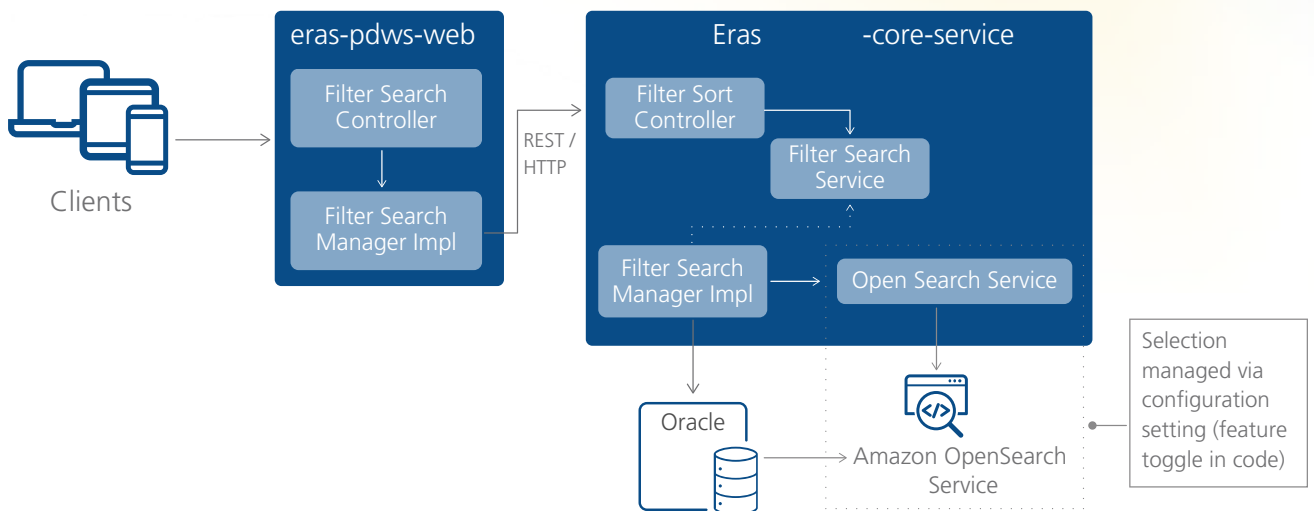 eras-pdws-web
Filter Search
Controller
Filter Search
Manager Impl
Clients
REST /
HTTP
Eras -core-service
Filter Sort
Controller
Filter Search
Service
Filter Search
Manager Impl
Open Search Service
Oracle
</>
Amazon OpenSearch
Service
Selection
managed via
configuration
setting (feature
toggle in code)